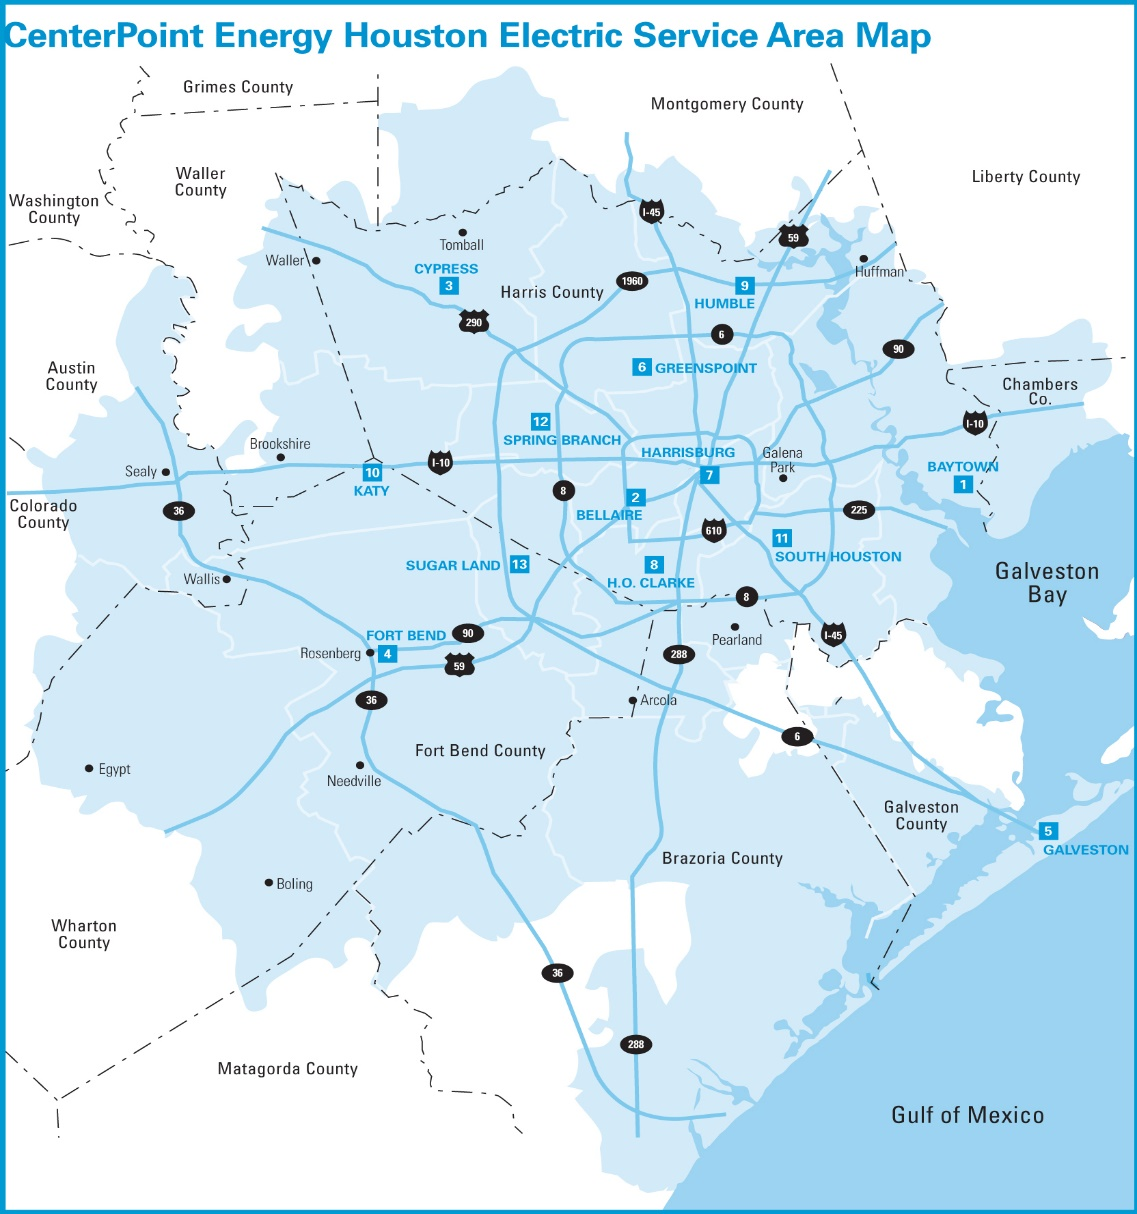 CenterPoint Energy Houston Electric Service Area Map
Grimes County
Montgomery County
Waller
County
Liberty County
Washington
County
I-45
59
Tomball
Waller
CYPRESS
3
Harris County
1960
9
HUMBLE
Huffman
290
6
90
6 GREENSPOINT
Austin
County
Chambers
Co.
12
SPRING BRANCH
I-10
Brookshire
HARRISBURG
Galena
Park
Sealy
I-10
10
KATY
7
BAYTOWN
1
8
2
BELLAIRE
Colorado
County
36
225
610
11
SOUTH HOUSTON
SUGAR LAND 13
8
H.O. CLARKE
Galveston
Bay
Wallis
8
FORT BEND
90
4
Rosenberg
59
Pearland
I-45
288
36
Arcola
6
Fort Bend County
Egypt
Needville
Galveston
County
5
GALVESTON
Brazoria County
Boling
Wharton
County
36
288
Matagorda County
Gulf of Mexico